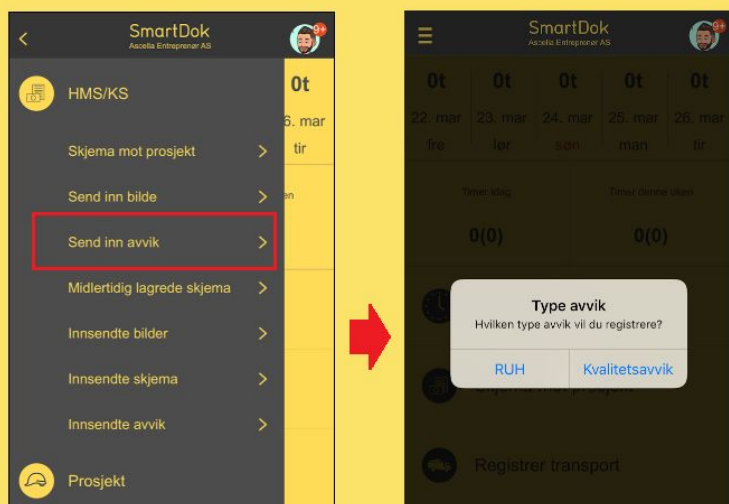 SmartDok
Ascella Entreprenør AS
9+
HMS/KS
Skjema mot prosjekt
Send inn bilde
Send inn avvik
Midlertidig lagrede skjema
Innsendte bilder
Innsendte skjema
Innsendte avvik
Prosjekt
0t
6. mar
tir
en
SmartDok
Ascella Entreprenør AS
9+
0t 0t 0t 0t 0t
22. mar 23. mar 24. mar 25. mar 26. mar
fre lør søn man tir
Timer idag Timer denne uken
0(0) 0(0)
Type avvik
Hvilken type avvik vil du registrere?
RUH Kvalitetsavvik
Skjema mot prosjekt
Registrer transport